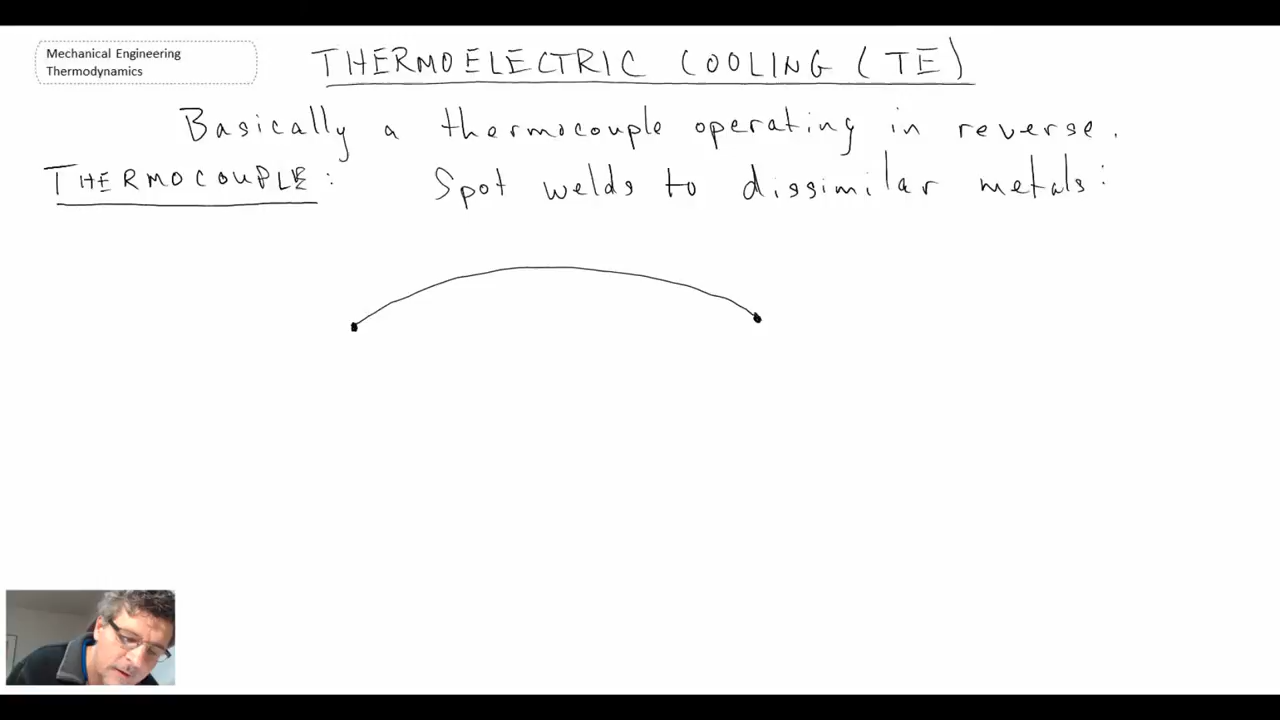 Mechanical Engineering
Thermodynamics
THERMOELECTRIC COOLING (TE)
Basically a thermocouple operating in reverse.
THERMOCOUPLE: Spot welds to dissimilar metals: